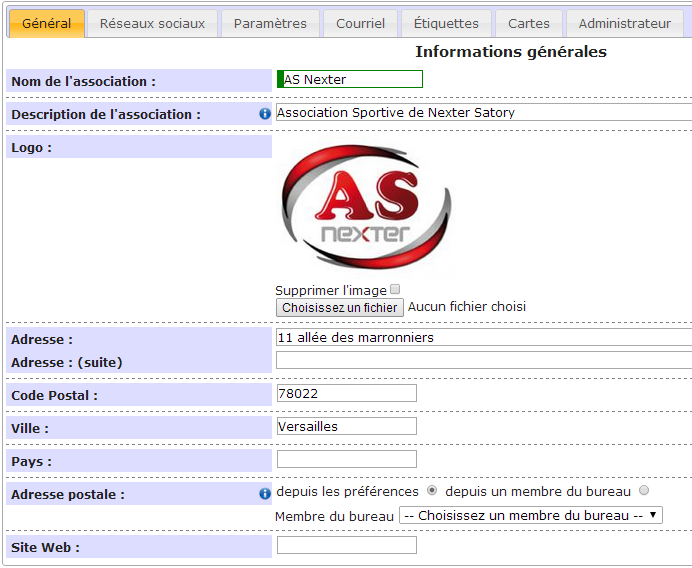 Général Réseaux sociaux Paramètres Courriel Étiquettes Cartes Administrateur
Informations générales
Nom de l'association : AS Nexter
Description de l'association : Association Sportive de Nexter Satory
Logo :
AS
nexter
Supprimer l'image
Choisissez un fichier Aucun fichier choisi
Adresse : 11 allée des marronniers
Adresse : (suite)
Code Postal : 78022
Ville : Versailles
Pays :
Adresse postale : depuis les préférences depuis un membre du bureau
Membre du bureau -- Choisissez un membre du bureau --
Site Web :